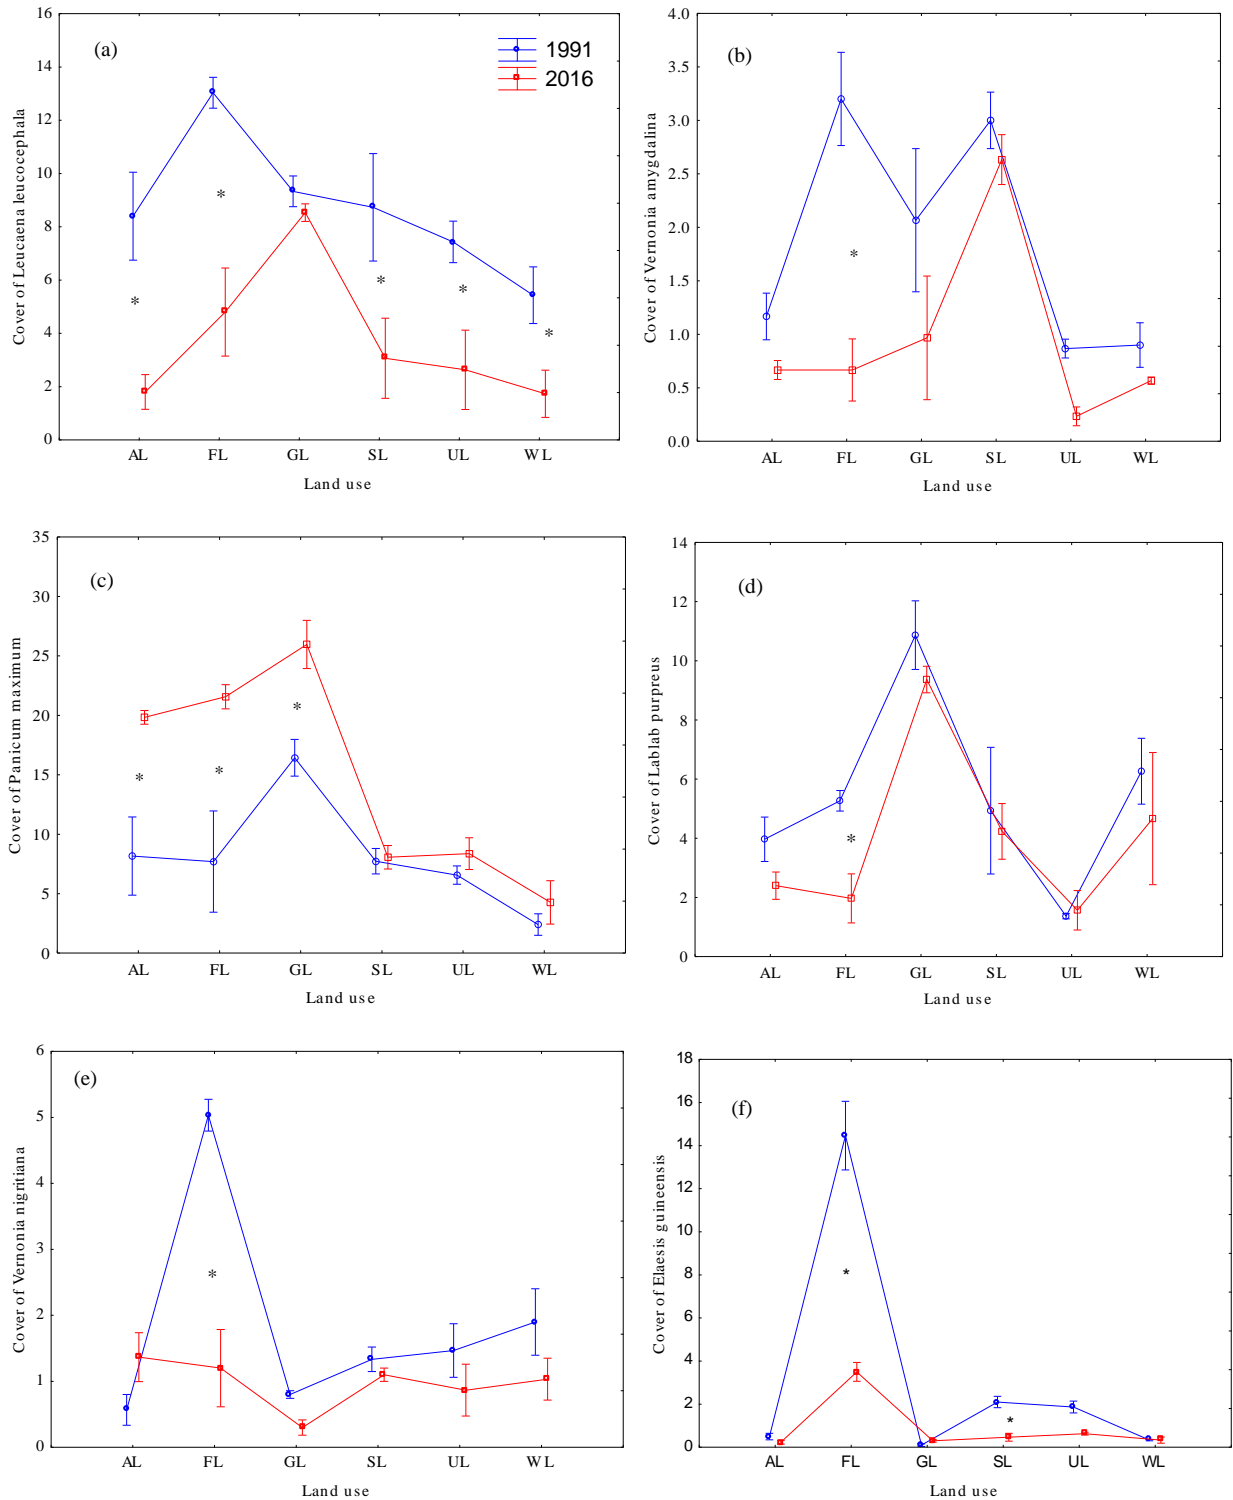 (a)
1991
2016
16
14
12
10
8
6
4
2
0
Cover of Leucaena leucocephala
*
*
*
*
*
AL FL GL SL UL WL
Land use
(b)
4.0
3.5
3.0
2.5
2.0
1.5
1.0
0.5
0.0
Cover of Vernonia amygdalina
*
AL FL GL SL UL WL
Land use
(c)
35
30
25
20
15
10
5
0
Cover of Panicum maximum
*
*
*
AL FL GL SL UL WL
Land use
(d)
14
12
10
8
6
4
2
0
Cover of Lablab purpreus
*
AL FL GL SL UL WL
Land use
(e)
6
5
4
3
2
1
0
Cover of Vernonia nigritiana
*
AL FL GL SL UL WL
Land use
(f)
18
16
14
12
10
8
6
4
2
0
Cover of Elaesis guineensis
*
*
AL FL GL SL UL WL
Land use